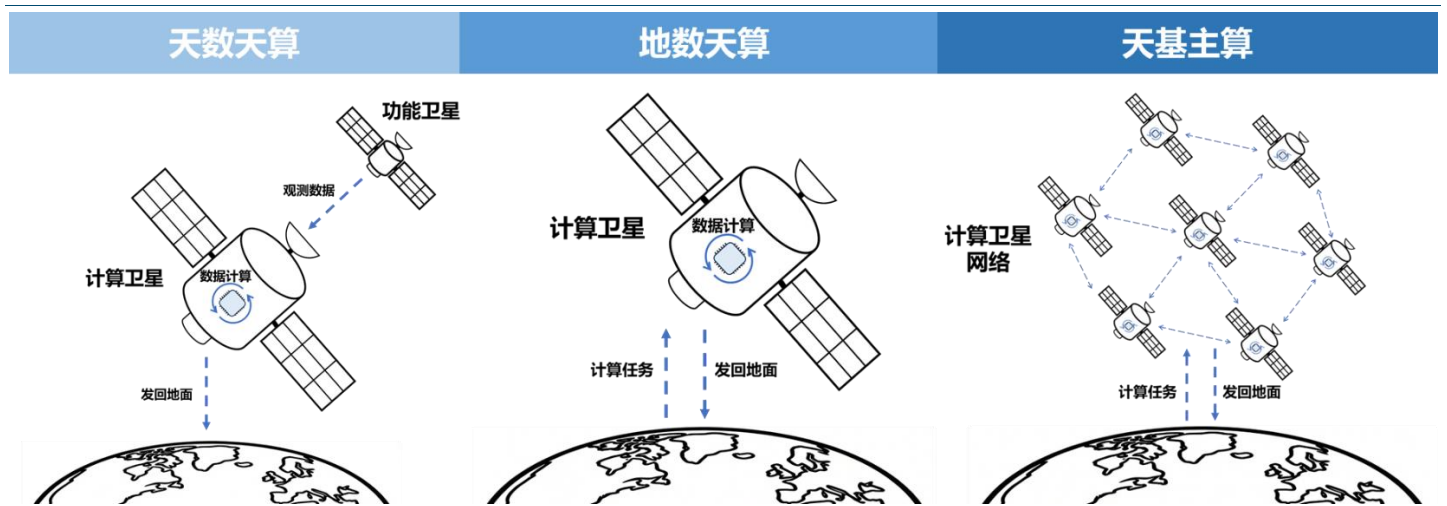 天数天算
地数天算
天基主算
功能卫星
观测数据
计算卫星
数据计算
发回地面
计算卫星
数据计算
计算任务
发回地面
计算卫星
网络
计算任务
发回地面